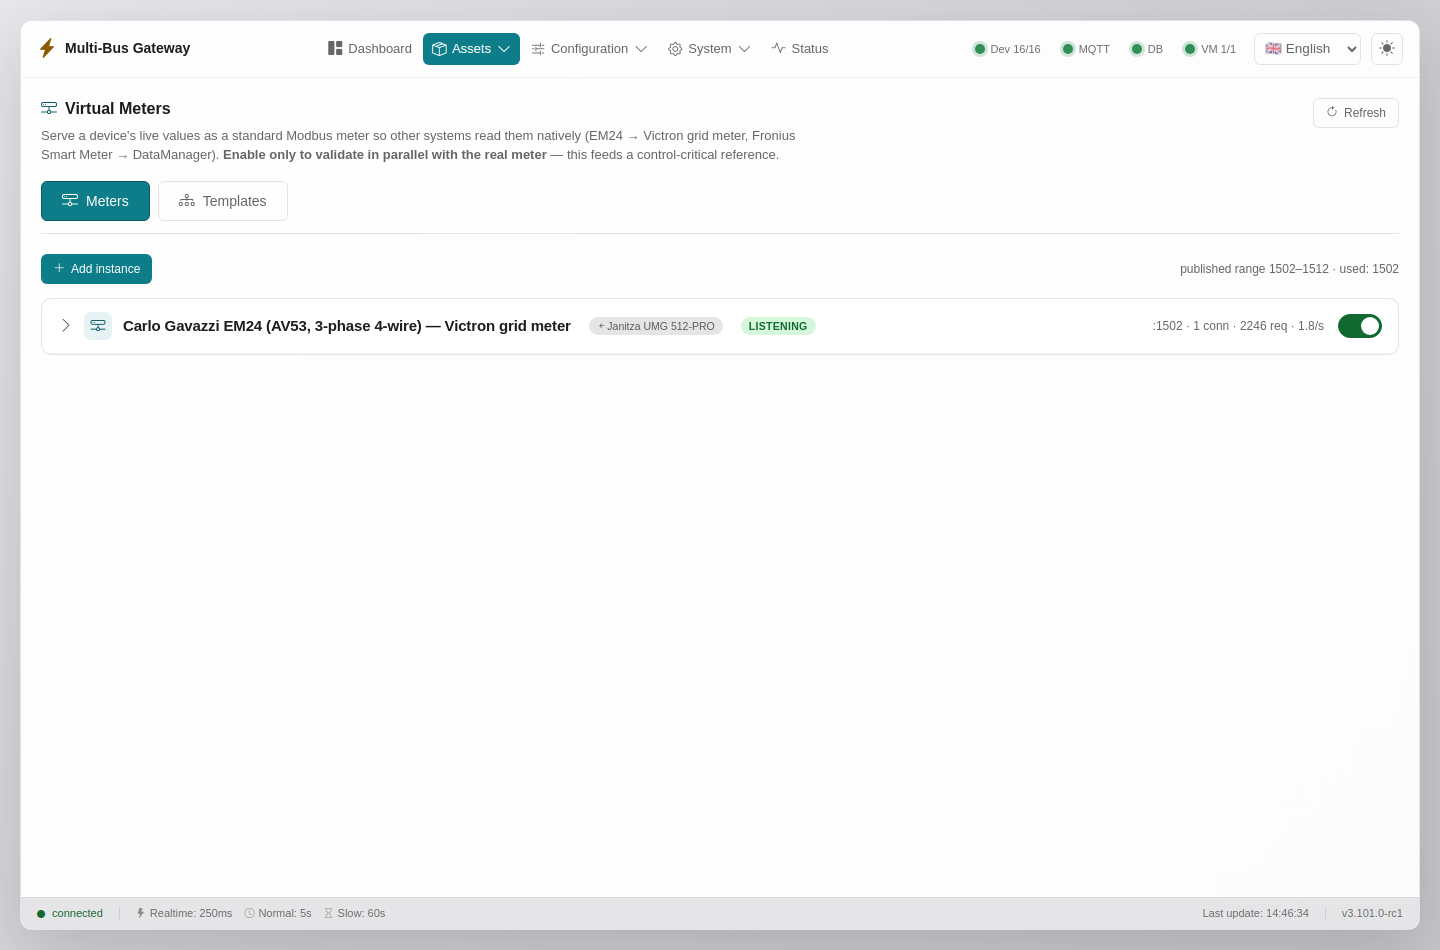 Multi-Bus Gateway
Dashboard
Assets
Configuration
System
Status
Dev 16/16
MQTT
DB
VM 1/1
🇬🇧 English
Virtual Meters
Refresh
Serve a device's live values as a standard Modbus meter so other systems read them natively (EM24 → Victron grid meter, Fronius
Smart Meter → DataManager). Enable only to validate in parallel with the real meter — this feeds a control-critical reference.
Meters
Templates
+ Add instance
published range 1502–1512 · used: 1502
Carlo Gavazzi EM24 (AV53, 3-phase 4-wire) — Victron grid meter
← Janitza UMG 512-PRO
LISTENING
:1502 · 1 conn · 2246 req · 1.8/s
connected
Realtime: 250ms
Normal: 5s
Slow: 60s
Last update: 14:46:34
v3.101.0-rc1